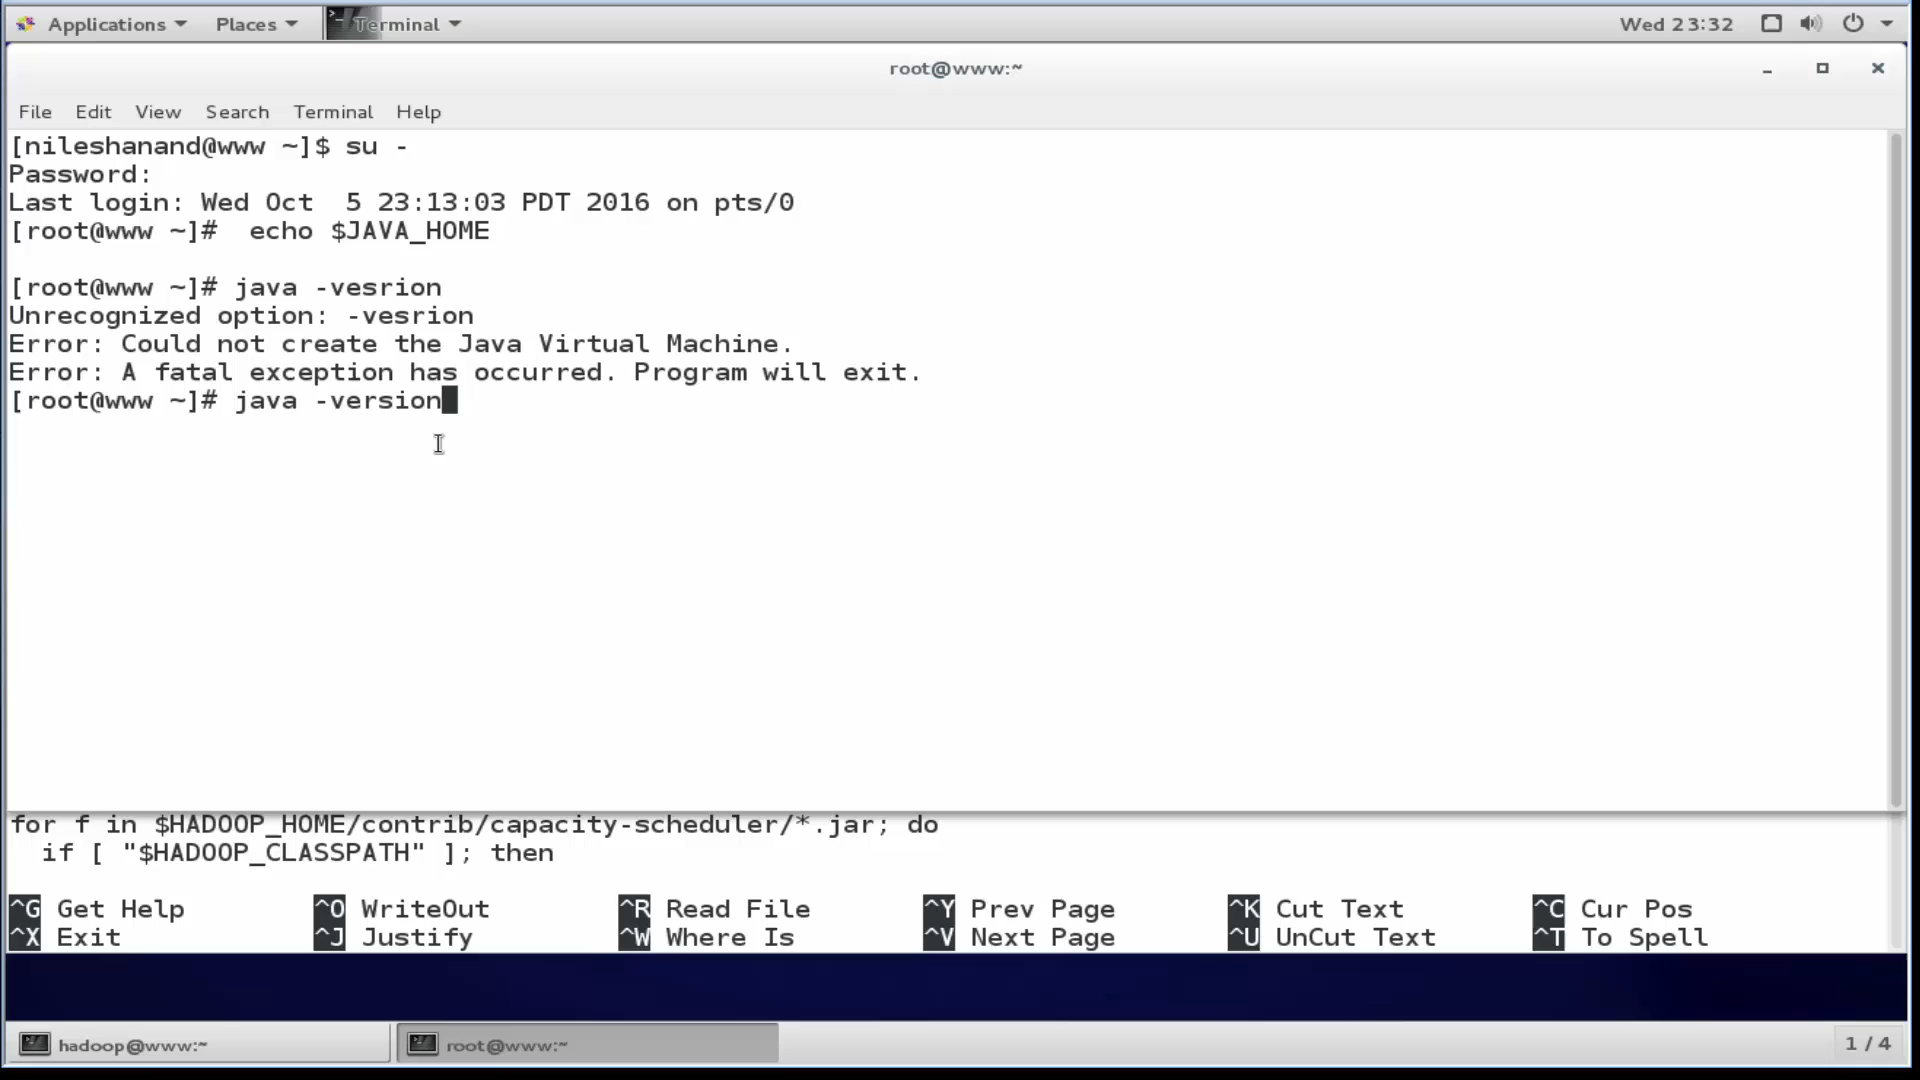 Applications Places Terminal Wed 23:32
root@www:~
File Edit View Search Terminal Help
[nileshanand@www ~]$ su -
Password:
Last login: Wed Oct  5 23:13:03 PDT 2016 on pts/0
[root@www ~]#  echo $JAVA_HOME
[root@www ~]# java -vesrion
Unrecognized option: -vesrion
Error: Could not create the Java Virtual Machine.
Error: A fatal exception has occurred. Program will exit.
[root@www ~]# java -version
for f in $HADOOP_HOME/contrib/capacity-scheduler/*.jar; do
  if [ "$HADOOP_CLASSPATH" ]; then
^G Get Help ^O WriteOut ^R Read File ^Y Prev Page ^K Cut Text ^C Cur Pos
^X Exit ^J Justify ^W Where Is ^V Next Page ^U UnCut Text ^T To Spell
hadoop@www:~ root@www:~ 1 / 4